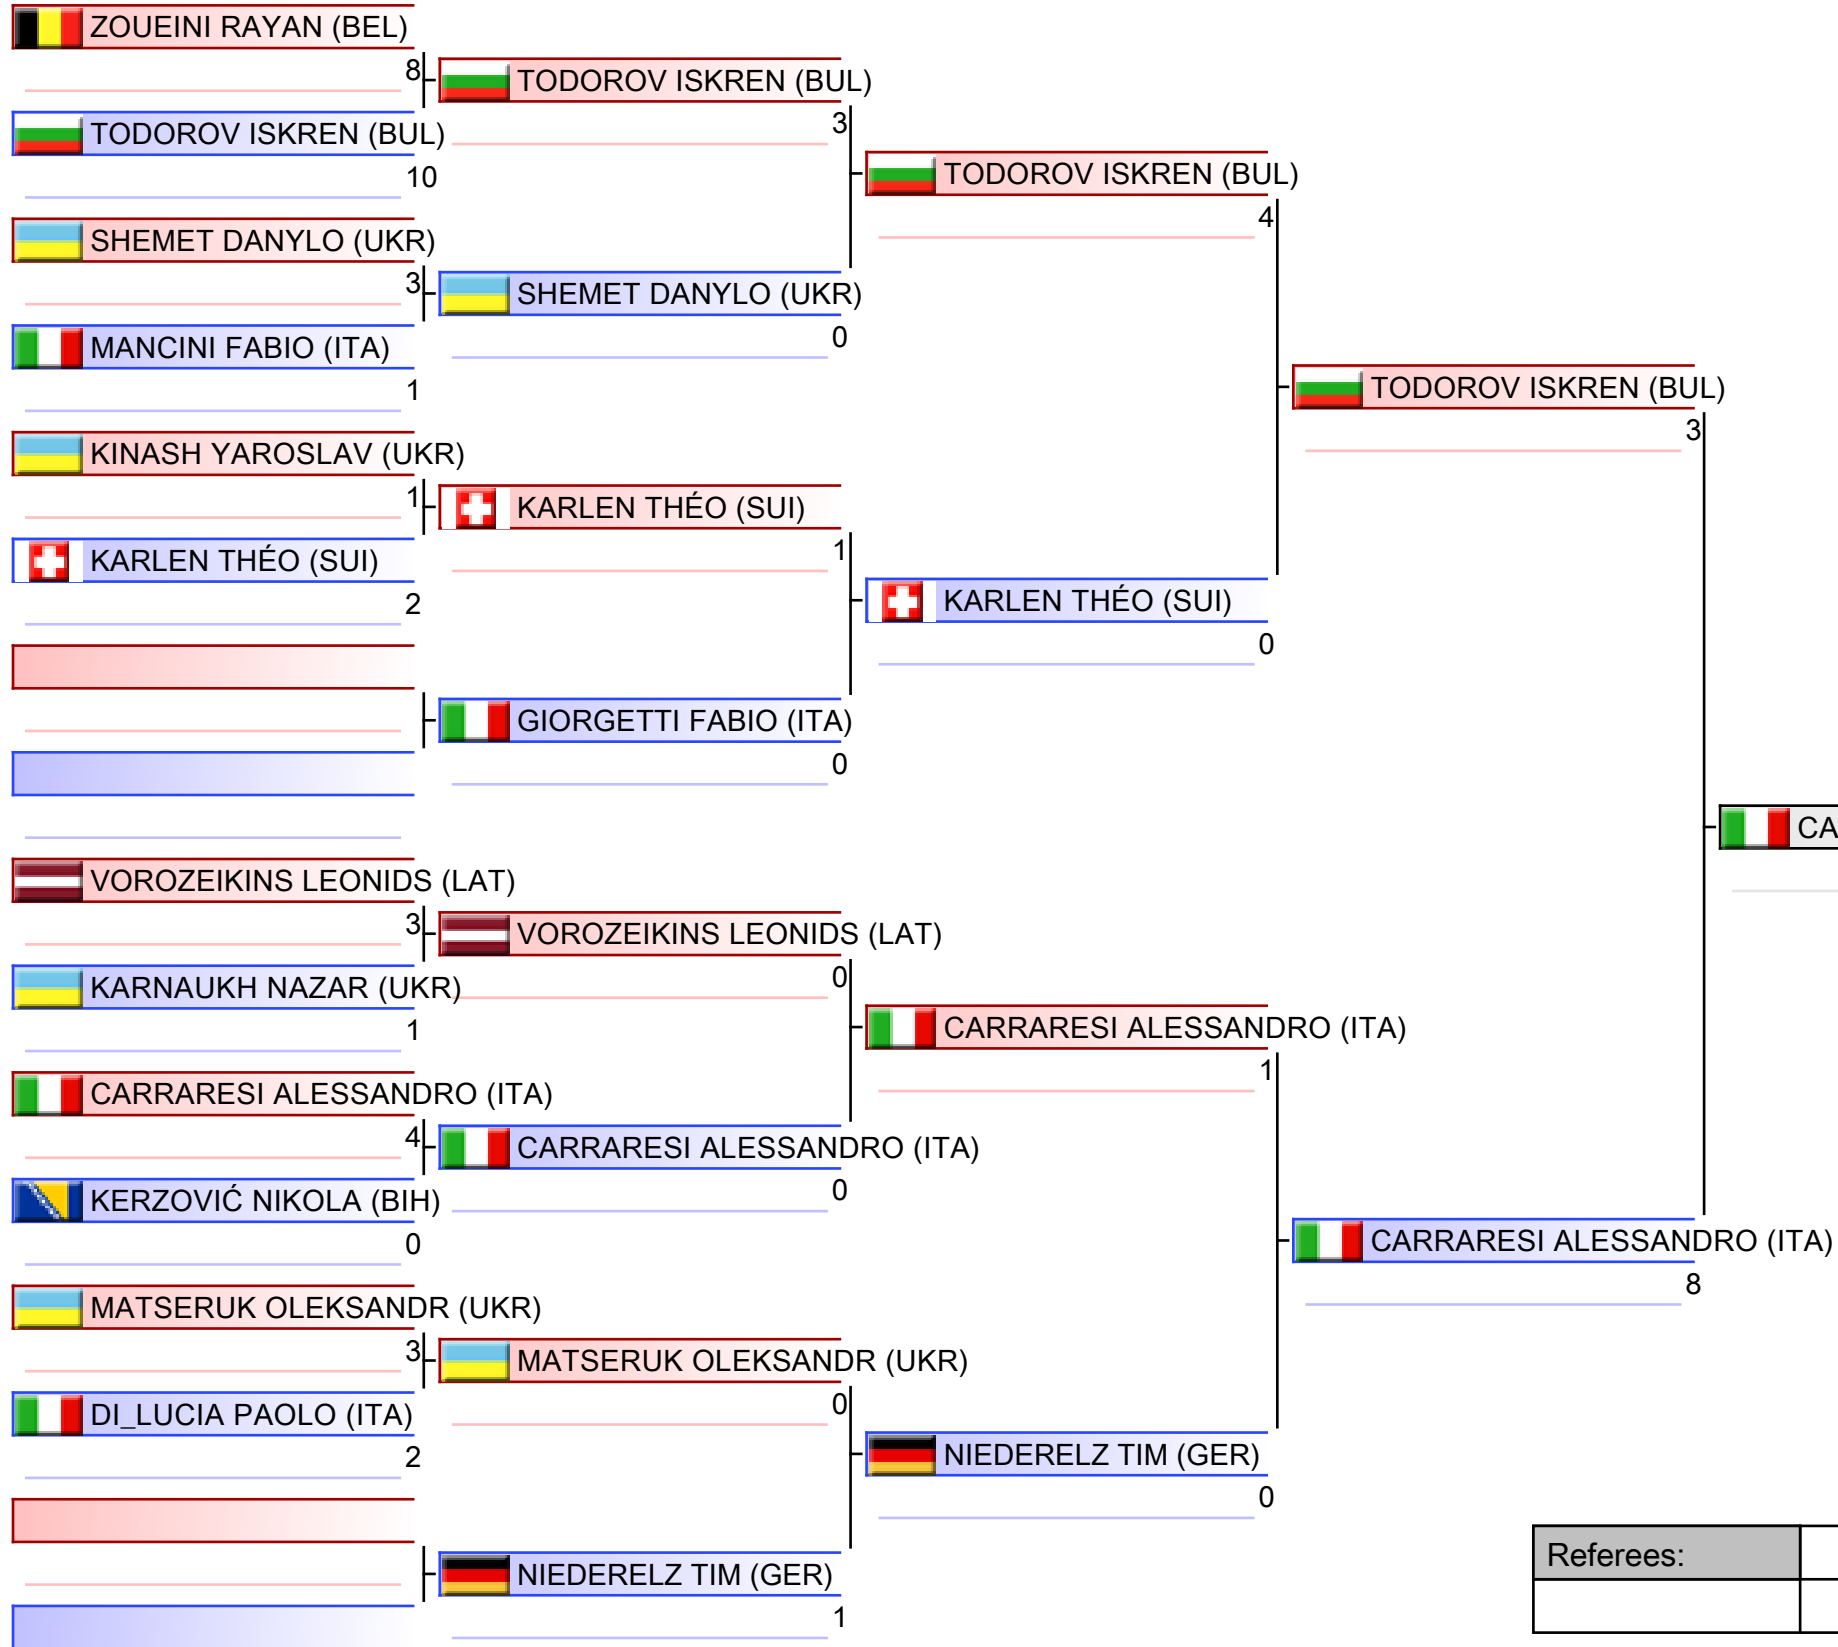 ZOUEINI RAYAN (BEL)
8
TODOROV ISKREN (BUL)
10
SHEMET DANYLO (UKR)
3
MANCINI FABIO (ITA)
1
KINASH YAROSLAV (UKR)
1
KARLEN THÉO (SUI)
2
VOROZEIKINS LEONIDS (LAT)
3
KARNAUKH NAZAR (UKR)
1
CARRARESI ALESSANDRO (ITA)
4
KERZOVIĆ NIKOLA (BIH)
0
MATSERUK OLEKSANDR (UKR)
3
DI_LUCIA PAOLO (ITA)
2
TODOROV ISKREN (BUL)
3
SHEMET DANYLO (UKR)
0
KARLEN THÉO (SUI)
1
GIORGETTI FABIO (ITA)
0
VOROZEIKINS LEONIDS (LAT)
0
CARRARESI ALESSANDRO (ITA)
0
MATSERUK OLEKSANDR (UKR)
0
NIEDERELZ TIM (GER)
1
TODOROV ISKREN (BUL)
4
KARLEN THÉO (SUI)
0
CARRARESI ALESSANDRO (ITA)
1
NIEDERELZ TIM (GER)
0
TODOROV ISKREN (BUL)
3
CARRARESI ALESSANDRO (ITA)
8
CA
Referees: